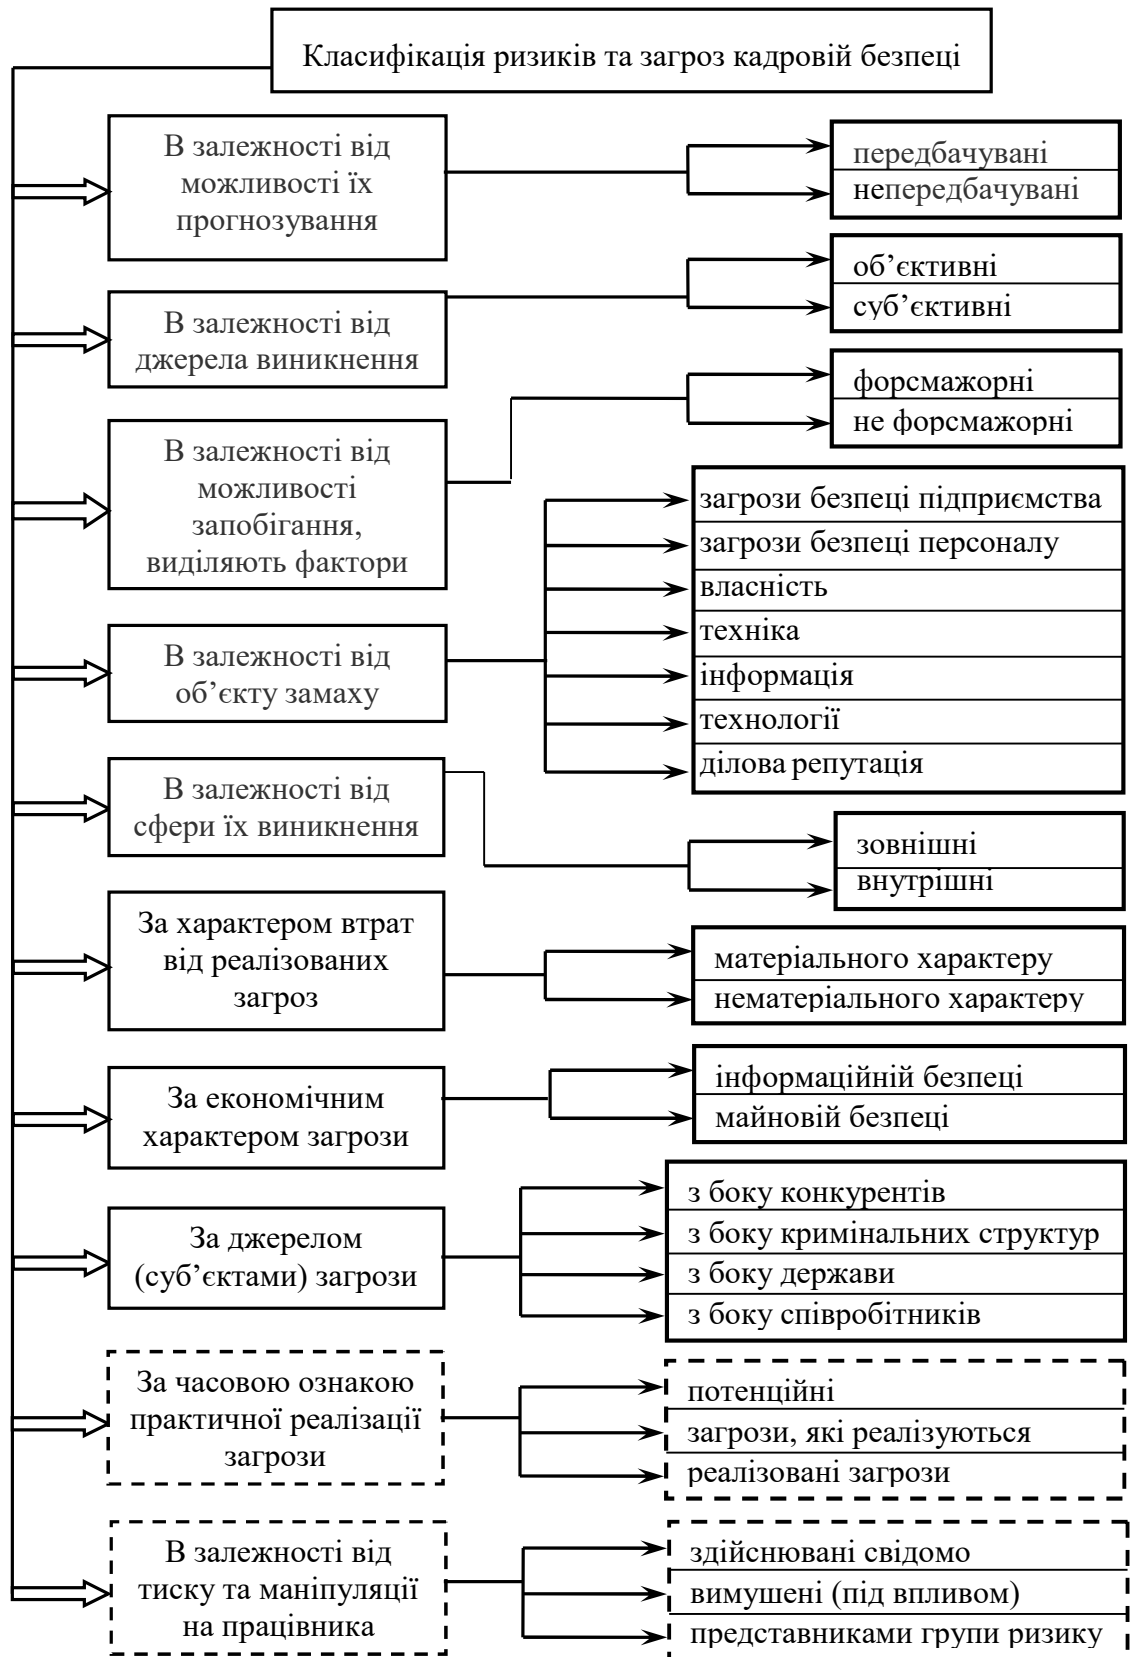 Класифікація ризиків та загроз кадровій безпеці
В залежності від
можливості їх
прогнозування
передбачувані
непередбачувані
В залежності від
джерела виникнення
об’єктивні
суб’єктивні
В залежності від
можливості
запобігання,
виділяють фактори
форсмажорні
не форсмажорні
В залежності від
об’єкту замаху
загрози безпеці підприємства
загрози безпеці персоналу
власність
техніка
інформація
технології
ділова репутація
В залежності від
сфери їх виникнення
зовнішні
внутрішні
За характером втрат
від реалізованих
загроз
матеріального характеру
нематеріального характеру
За економічним
характером загрози
інформаційній безпеці
майновій безпеці
За джерелом
(суб’єктами) загрози
з боку конкурентів
з боку кримінальних структур
з боку держави
з боку співробітників
За часовою ознакою
практичної реалізації
загрози
потенційні
загрози, які реалізуються
реалізовані загрози
В залежності від
тиску та маніпуляції
на працівника
здійснювані свідомо
вимушені (під впливом)
представниками групи ризику